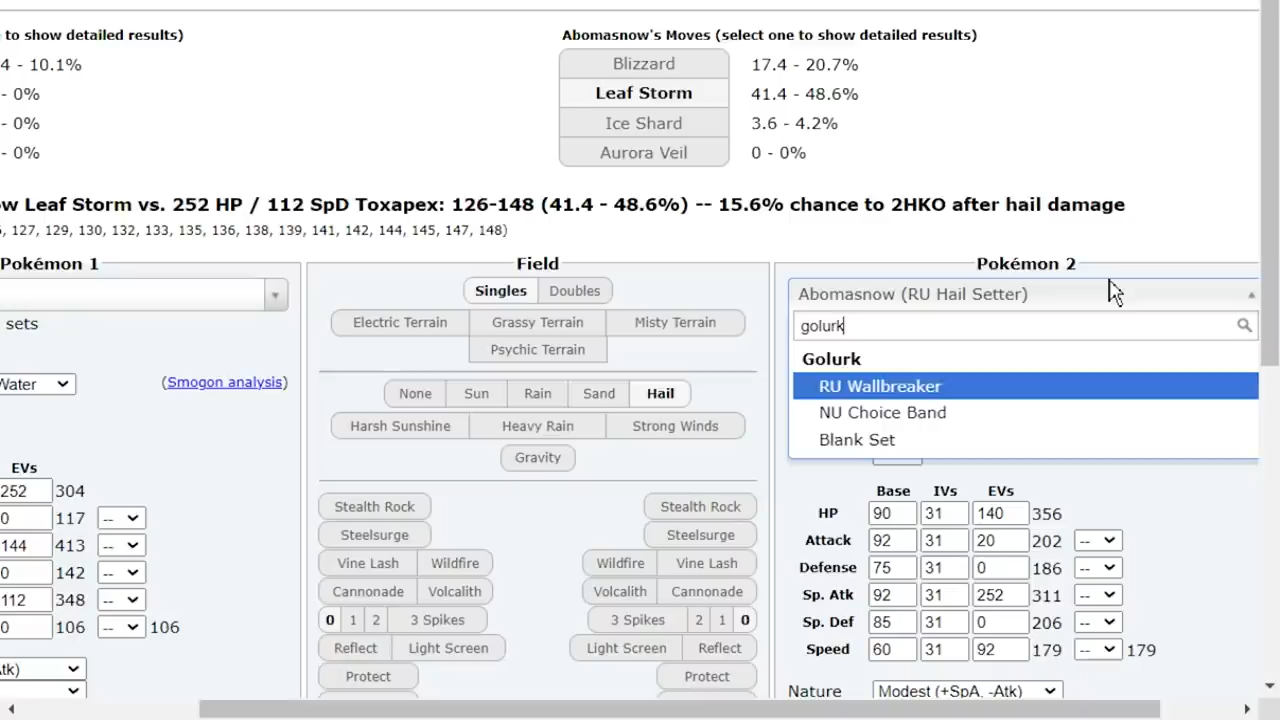 to show detailed results)
Abomasnow's Moves (select one to show detailed results)
4 - 10.1%
Blizzard 17.4 - 20.7%
- 0%
Leaf Storm 41.4 - 48.6%
- 0%
Ice Shard 3.6 - 4.2%
- 0%
Aurora Veil 0 - 0%
w Leaf Storm vs. 252 HP / 112 SpD Toxapex: 126-148 (41.4 - 48.6%) -- 15.6% chance to 2HKO after hail damage
, 127, 129, 130, 132, 133, 135, 136, 138, 139, 141, 142, 144, 145, 147, 148)
Pokémon 1
sets
Water
(Smogon analysis)
EVs
252 304
0 117 --
144 413 --
0 142 --
112 348 --
0 106 -- 106
tk)
Field
Singles Doubles
Electric Terrain Grassy Terrain Misty Terrain
Psychic Terrain
None Sun Rain Sand Hail
Harsh Sunshine Heavy Rain Strong Winds
Gravity
Stealth Rock Stealth Rock
Steelsurge Steelsurge
Vine Lash Wildfire Wildfire Vine Lash
Cannonade Volcalith Volcalith Cannonade
0 1 2 3 Spikes 3 Spikes 2 1 0
Reflect Light Screen Light Screen Reflect
Protect Protect
Pokémon 2
Abomasnow (RU Hail Setter)
golurk
Golurk
RU Wallbreaker
NU Choice Band
Blank Set
Base IVs EVs
HP 90 31 140 356
Attack 92 31 20 202 --
Defense 75 31 0 186 --
Sp. Atk 92 31 252 311 --
Sp. Def 85 31 0 206 --
Speed 60 31 92 179 -- 179
Nature Modest (+SpA, -Atk)